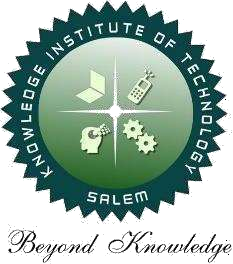 KNOWLEDGE INSTITUTE OF TECHNOLOGY
SALEM
Beyond Knowledge